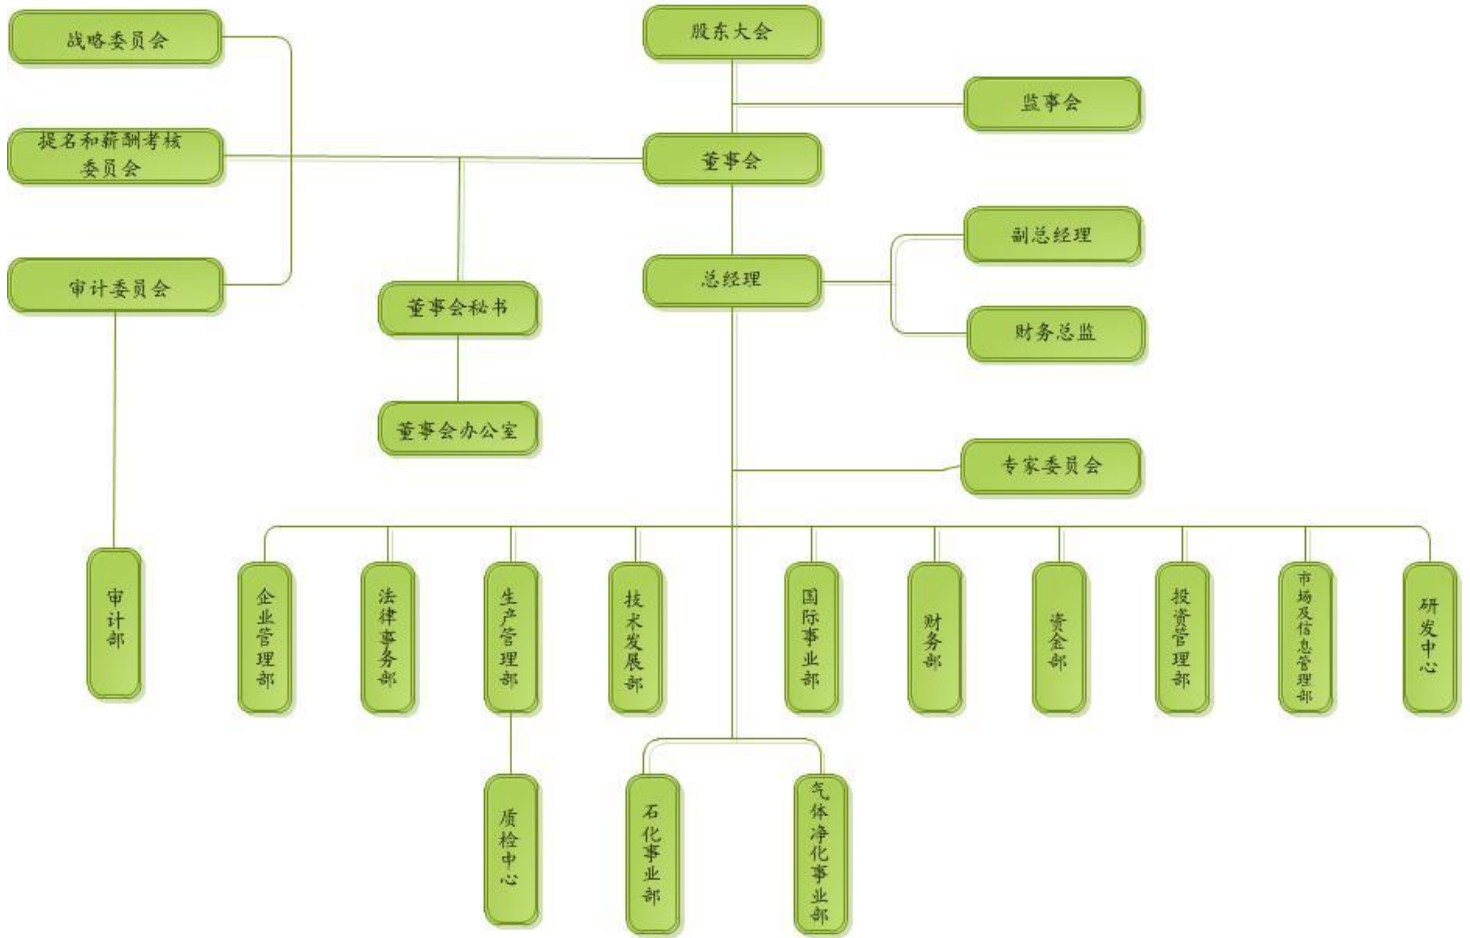 战略委员会
股东大会
监事会
提名和薪酬考核
委员会
董事会
副总经理
审计委员会
总经理
董事会秘书
财务总监
董事会办公室
专家委员会
审计部
企业管理部
法律事务部
生产管理部
技术发展部
国际事业部
财务部
资金部
投资管理部
市场及信息管理部
研发中心
质检中心
石化事业部
气体净化事业部